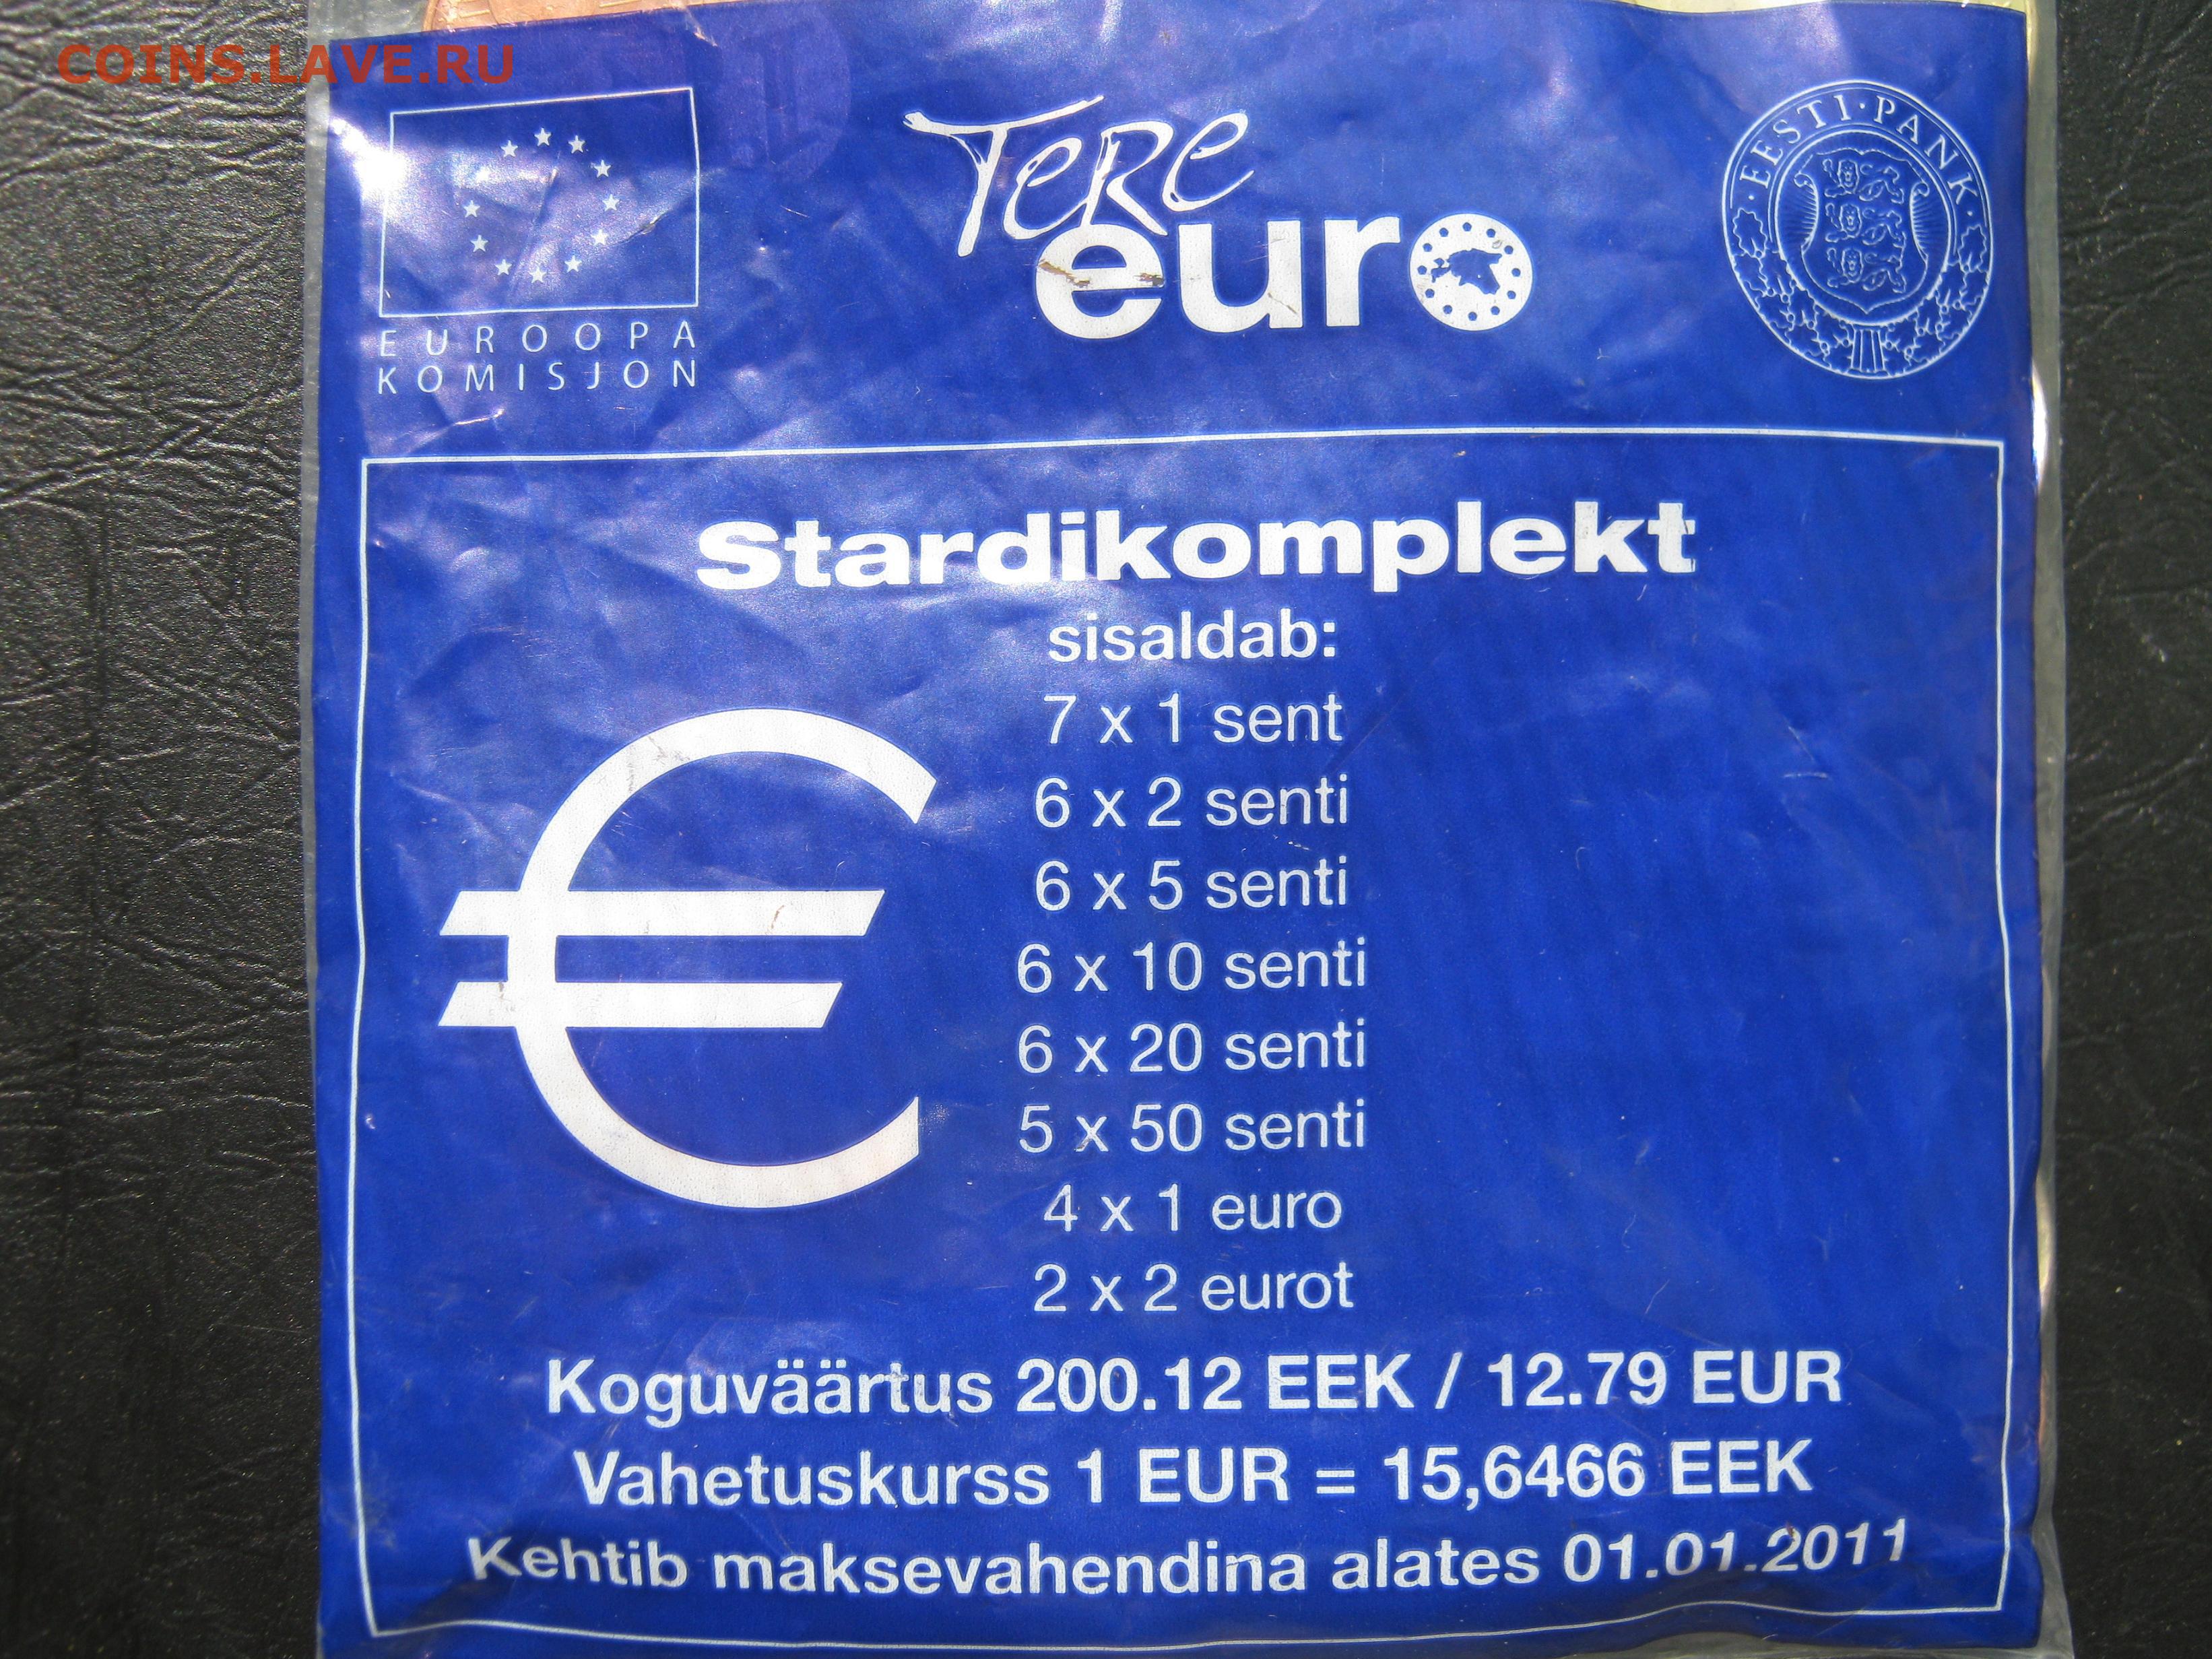 COINS.LAVE.RU
EUROOPA
KOMISJON
Tere
euro
EESTI·PANK
Stardikomplekt
sisaldab:
7 x 1 sent
6 x 2 senti
6 x 5 senti
6 x 10 senti
6 x 20 senti
5 x 50 senti
4 x 1 euro
2 x 2 eurot
€
Koguväärtus 200.12 EEK / 12.79 EUR
Vahetuskurss 1 EUR = 15,6466 EEK
Kehtib maksevahendina alates 01.01.2011